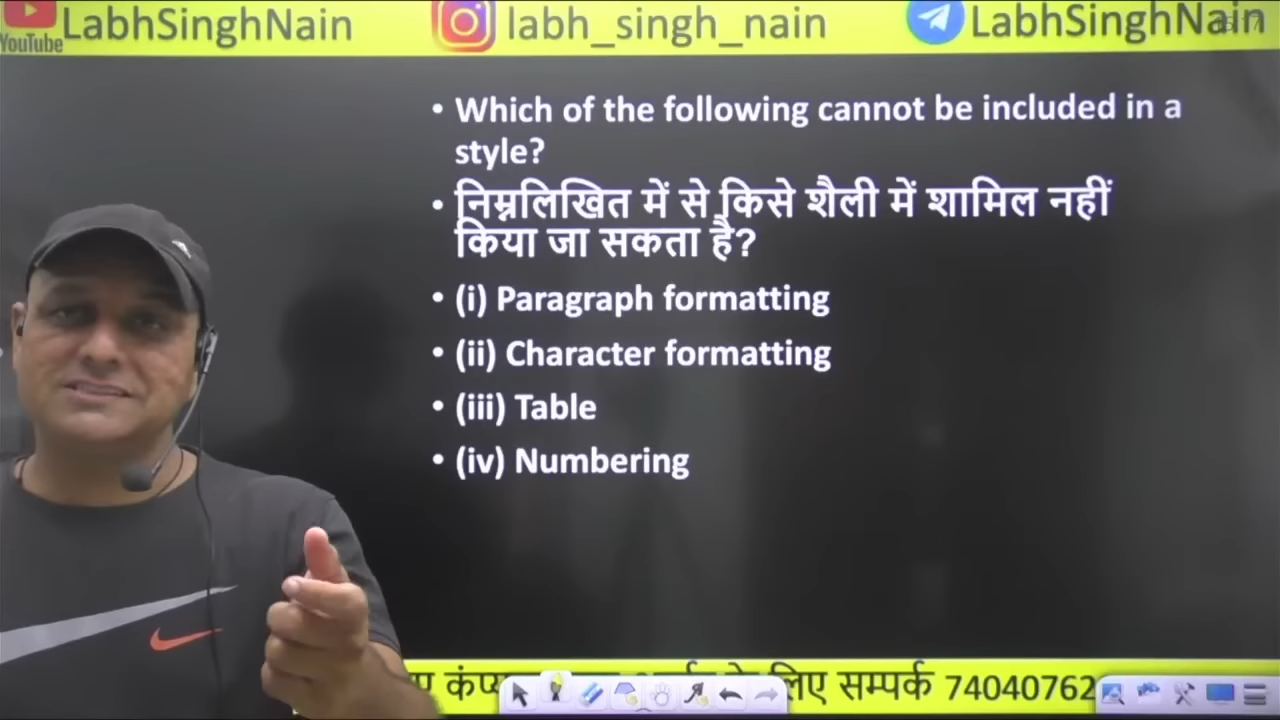 YouTube LabhSinghNain labh_singh_nain LabhSinghNain
• Which of the following cannot be included in a
style?
• निम्नलिखित में से किसे शैली में शामिल नहीं
किया जा सकता है?
• (i) Paragraph formatting
• (ii) Character formatting
• (iii) Table
• (iv) Numbering
लिए सम्पर्क 74040762